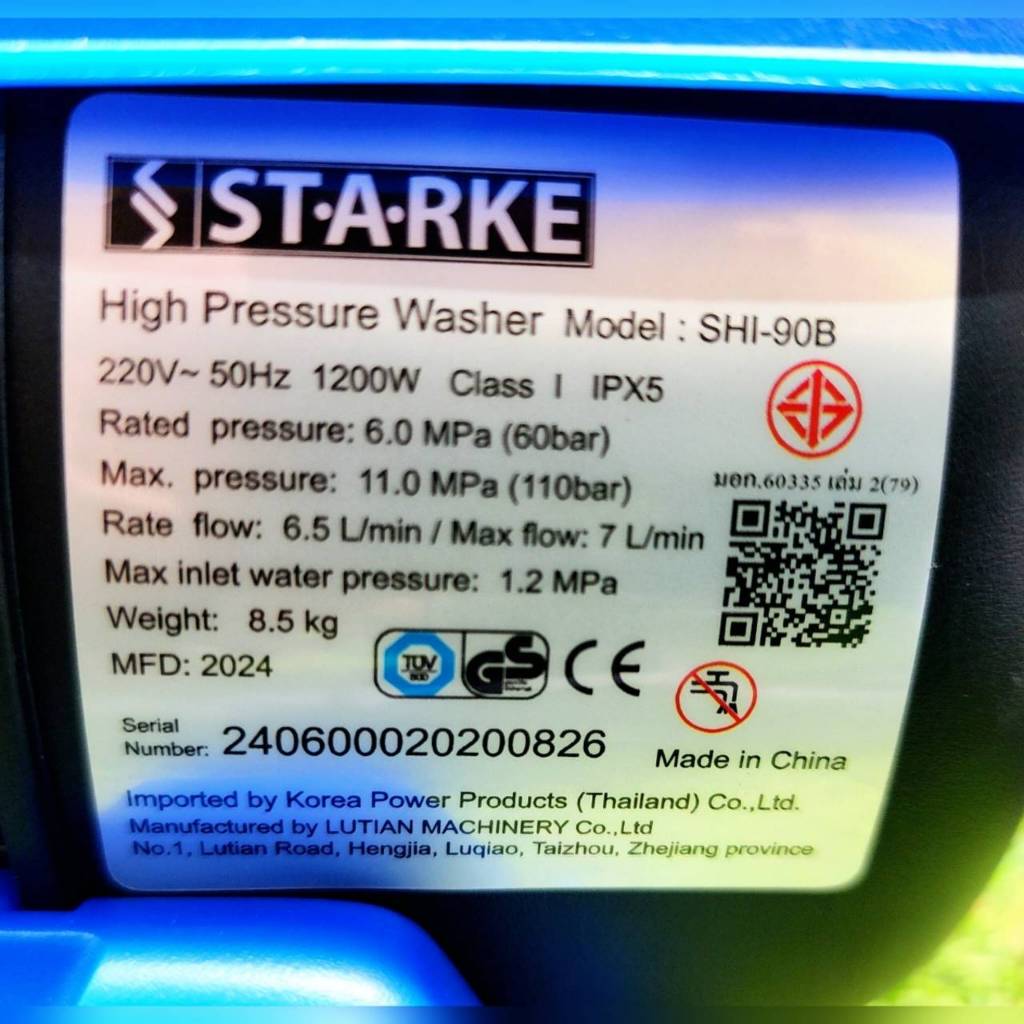 ST·A·RKE
High Pressure Washer Model : SHI-90B
220V~ 50Hz 1200W Class I IPX5
Rated pressure: 6.0 MPa (60bar)
Max. pressure: 11.0 MPa (110bar)
มอก.60335 เล่ม 2(79)
Rate flow: 6.5 L/min / Max flow: 7 L/min
Max inlet water pressure: 1.2 MPa
Weight: 8.5 kg
MFD: 2024
TÜV
GS
CE
Serial
Number: 240600020200826
Made in China
Imported by Korea Power Products (Thailand) Co.,Ltd.
Manufactured by LUTIAN MACHINERY Co.,Ltd
No.1, Lutian Road, Hengjia, Luqiao, Taizhou, Zhejiang province